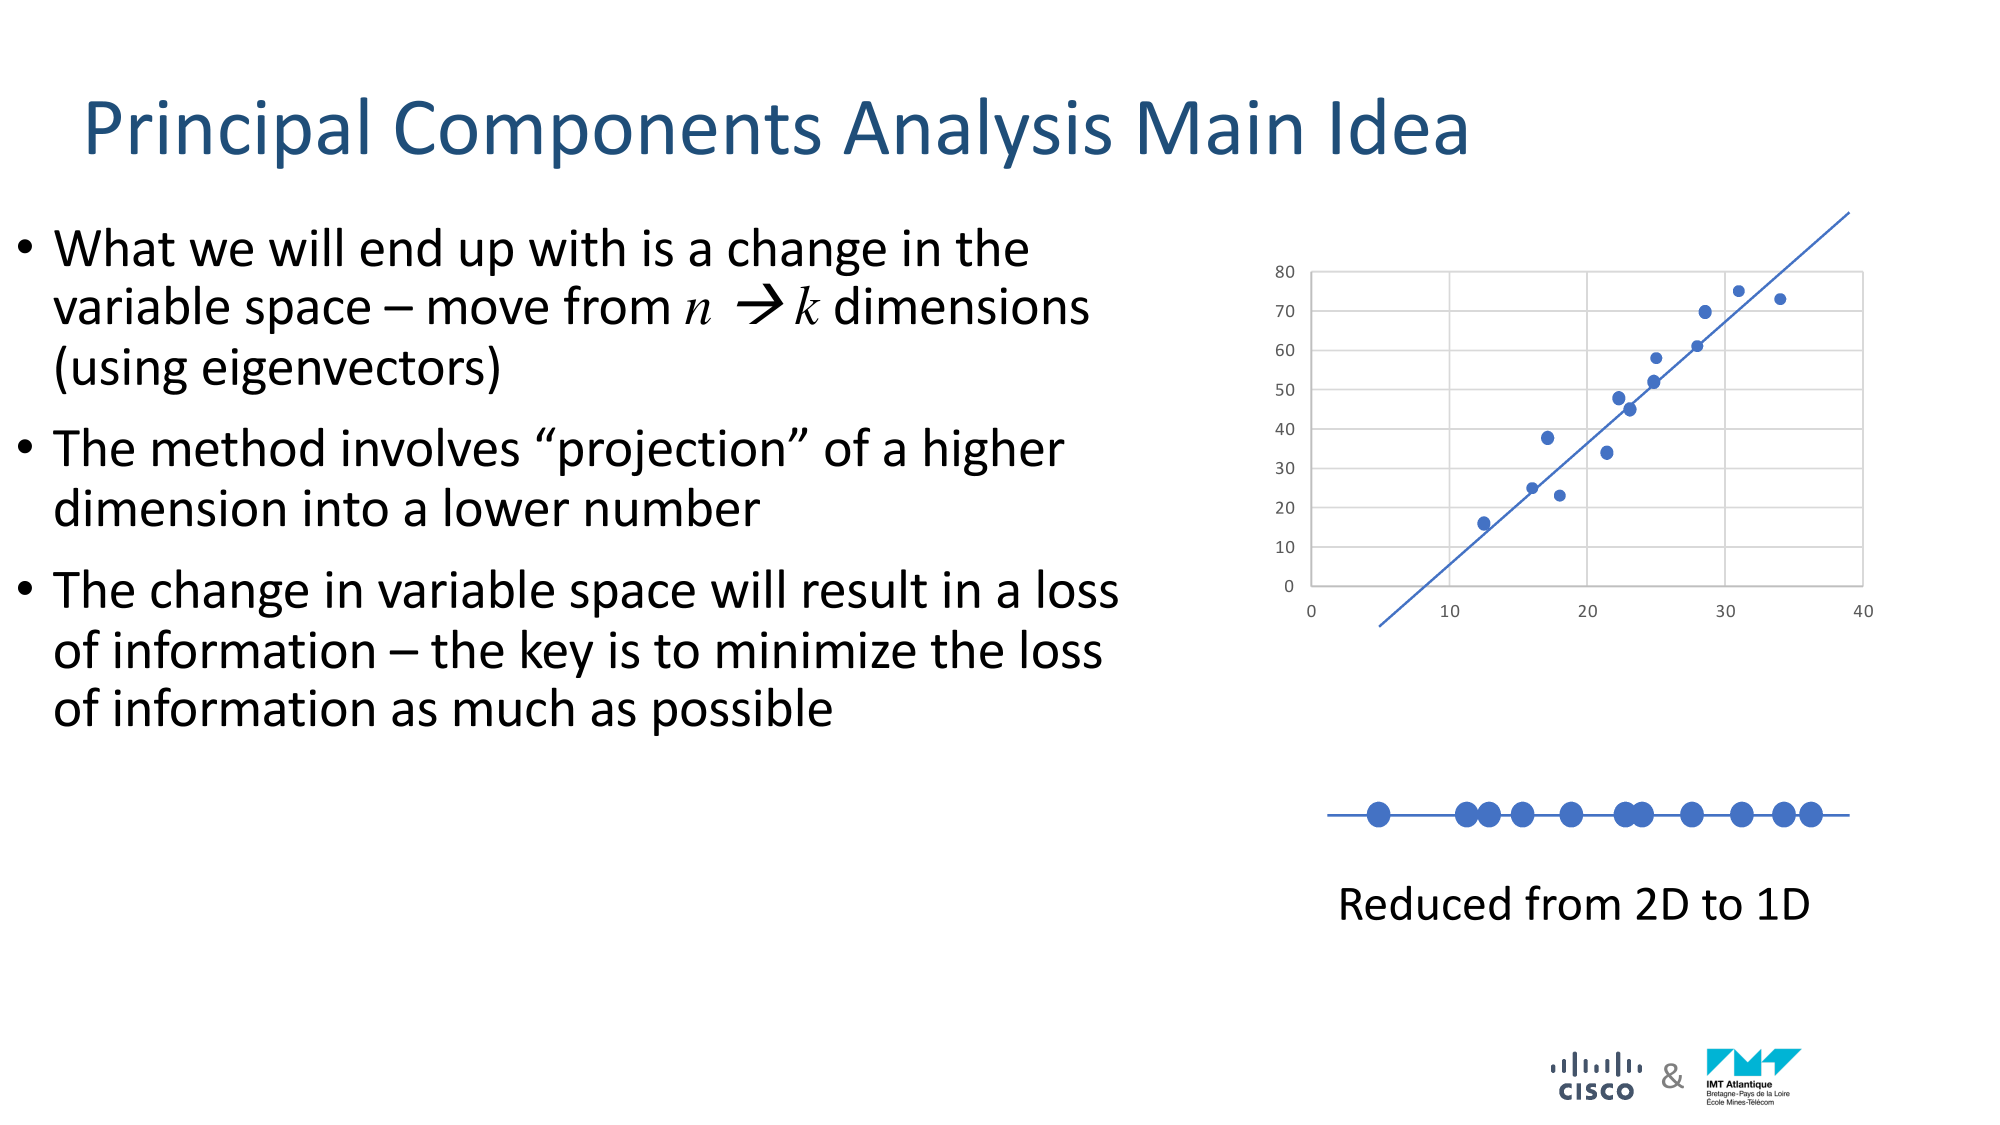 Principal Components Analysis Main Idea
• What we will end up with is a change in the
variable space – move from n → k dimensions
(using eigenvectors)
• The method involves “projection” of a higher
dimension into a lower number
• The change in variable space will result in a loss
of information – the key is to minimize the loss
of information as much as possible
80
70
60
50
40
30
20
10
0
0 10 20 30 40
Reduced from 2D to 1D
CISCO & IMT Atlantique
Bretagne-Pays de la Loire
École Mines-Télécom